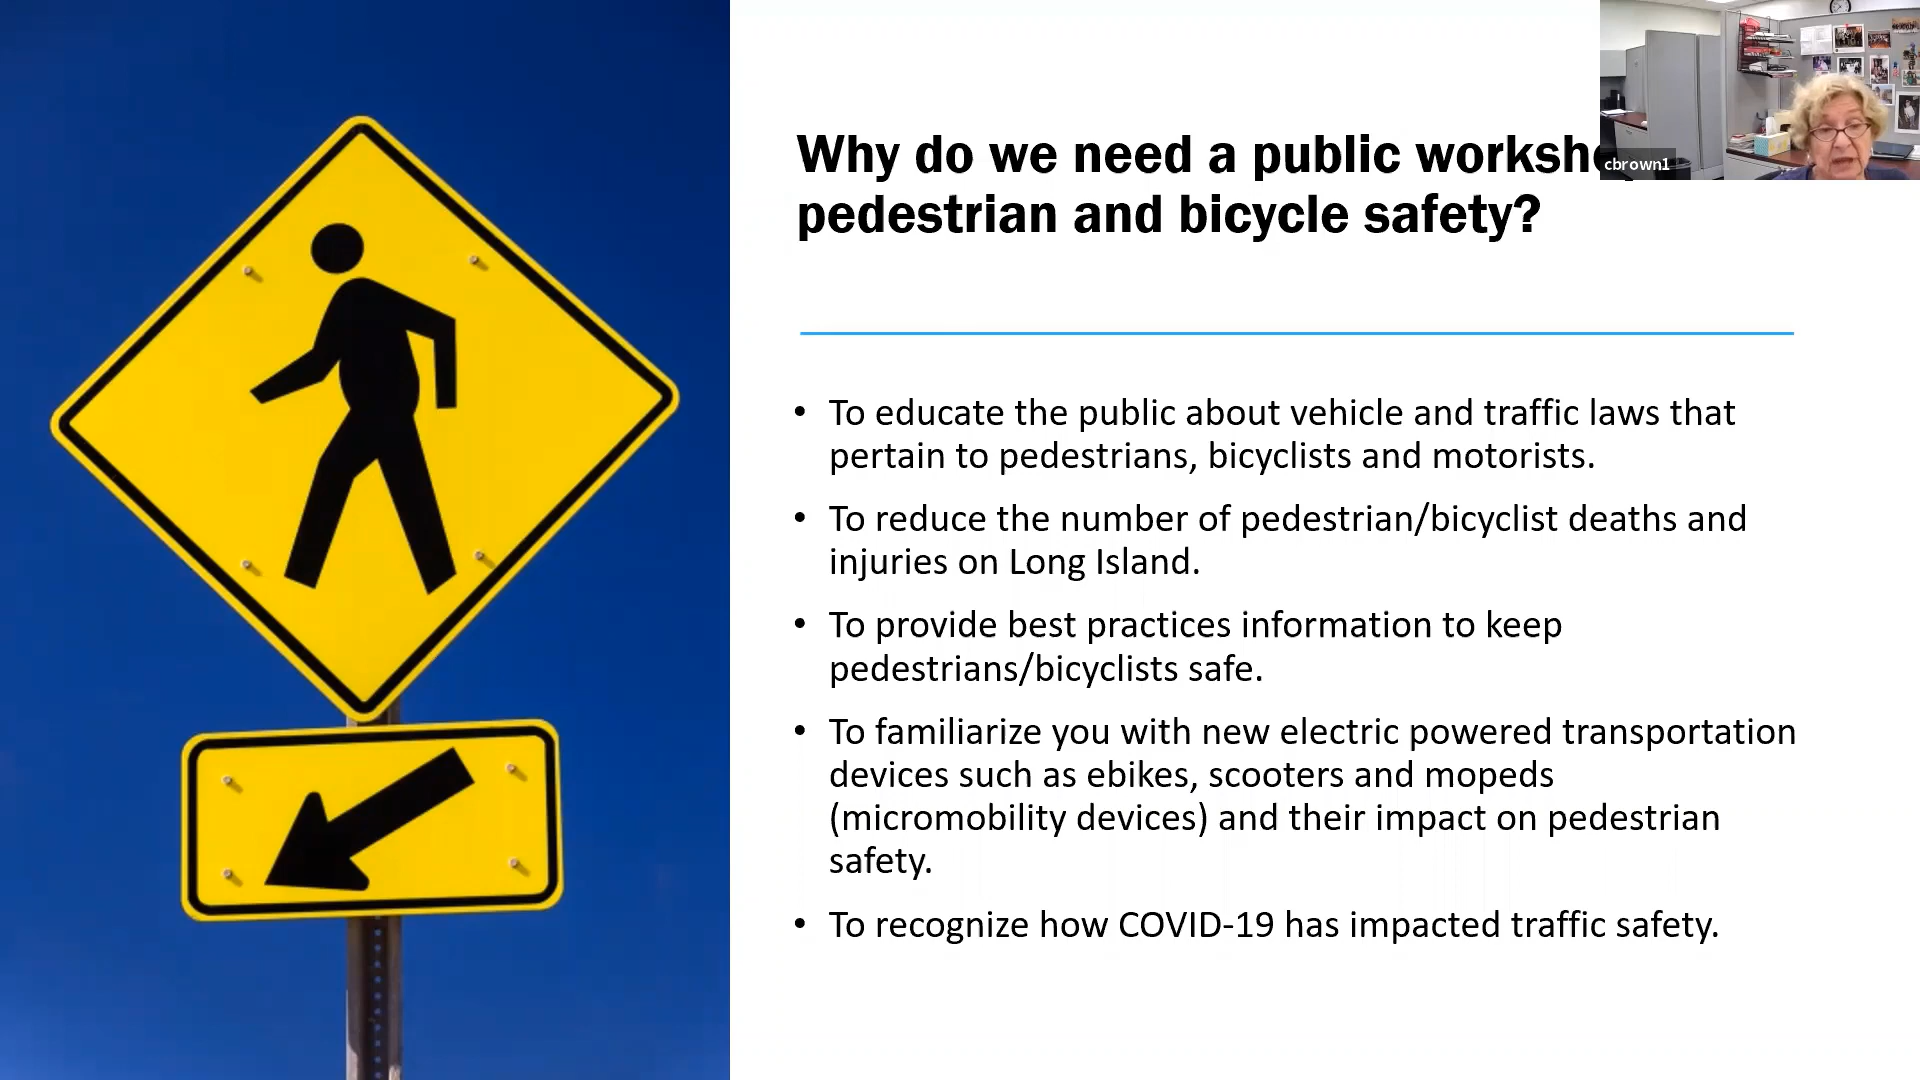 Why do we need a public worksh
pedestrian and bicycle safety?
cbrown1
• To educate the public about vehicle and traffic laws that
pertain to pedestrians, bicyclists and motorists.
• To reduce the number of pedestrian/bicyclist deaths and
injuries on Long Island.
• To provide best practices information to keep
pedestrians/bicyclists safe.
• To familiarize you with new electric powered transportation
devices such as ebikes, scooters and mopeds
(micromobility devices) and their impact on pedestrian
safety.
• To recognize how COVID-19 has impacted traffic safety.